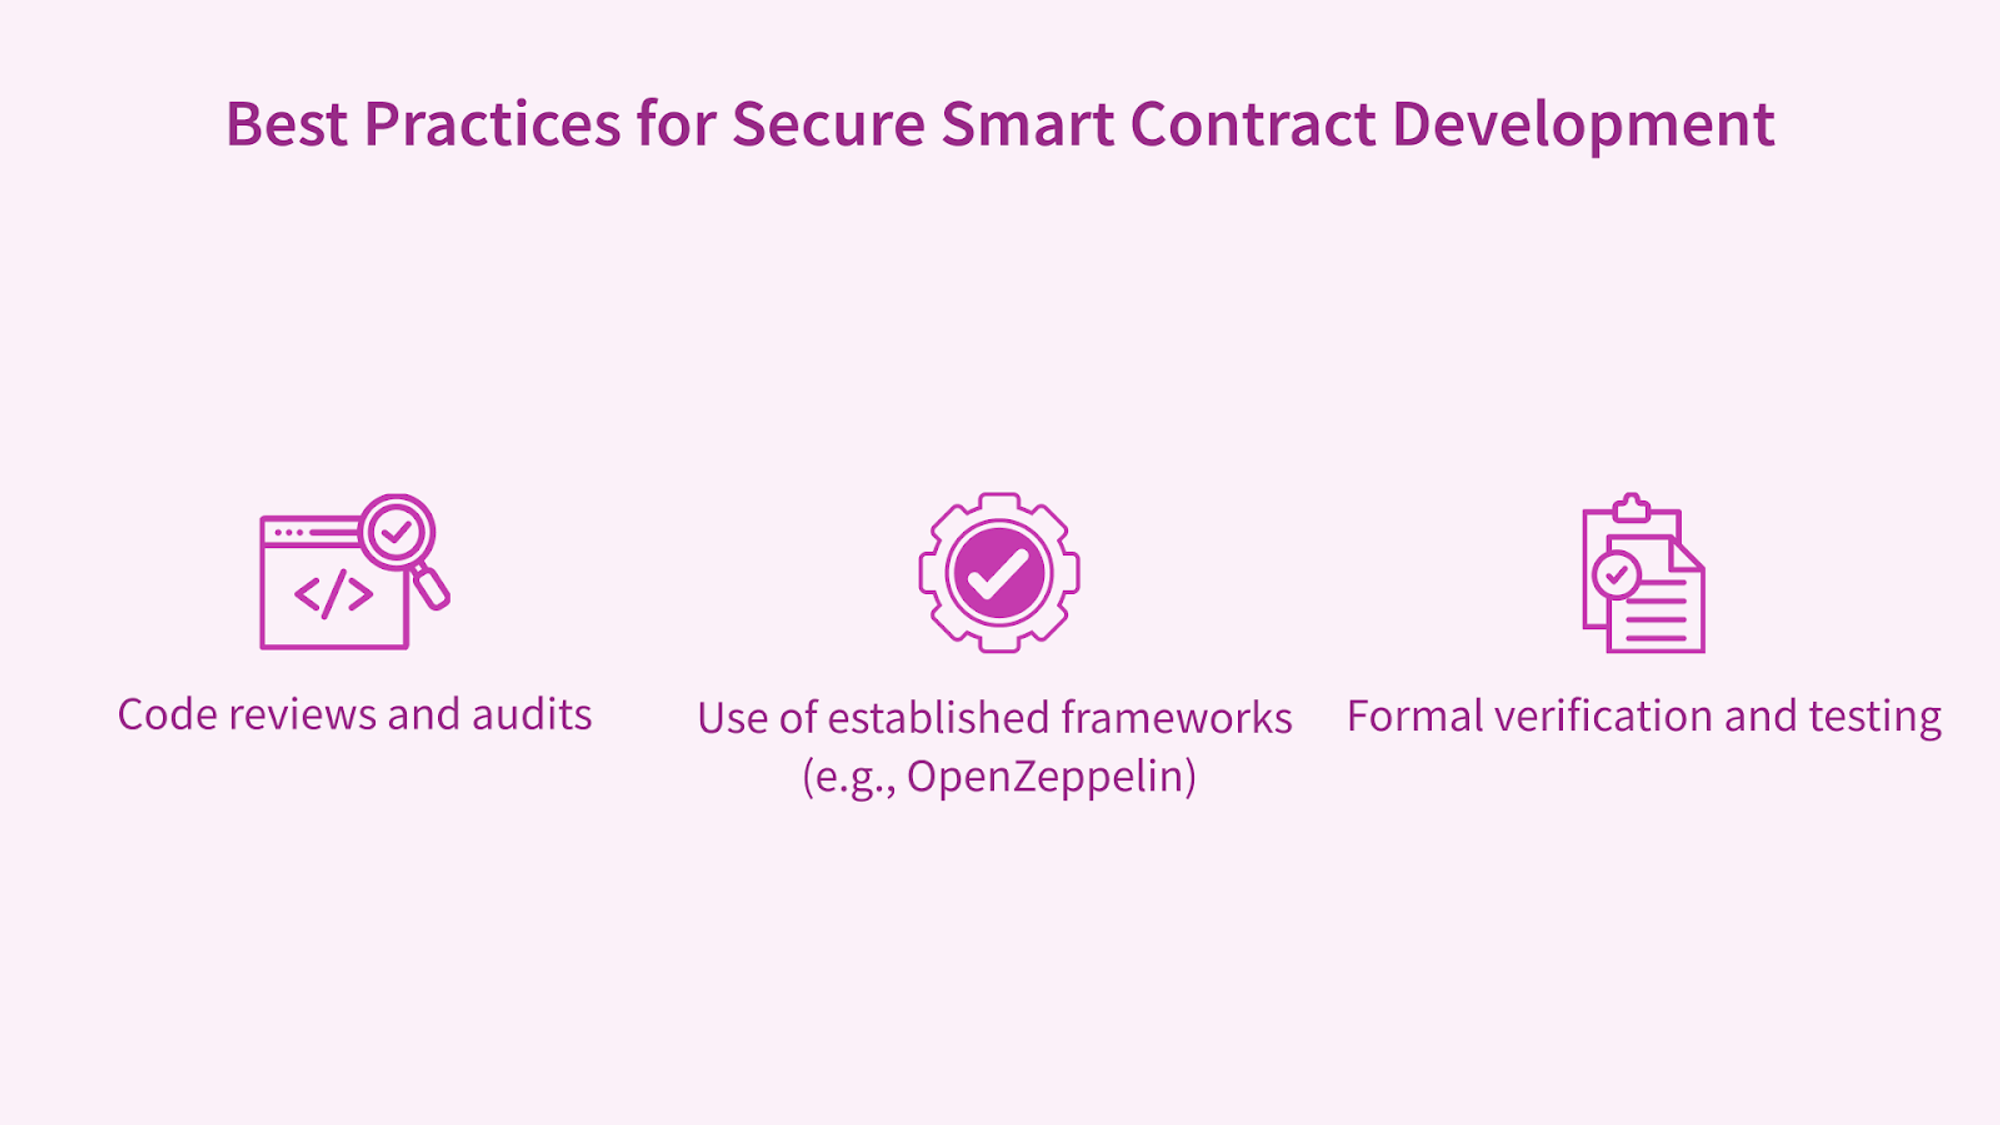 Best Practices for Secure Smart Contract Development
</>
Code reviews and audits
Use of established frameworks
(e.g., OpenZeppelin)
Formal verification and testing